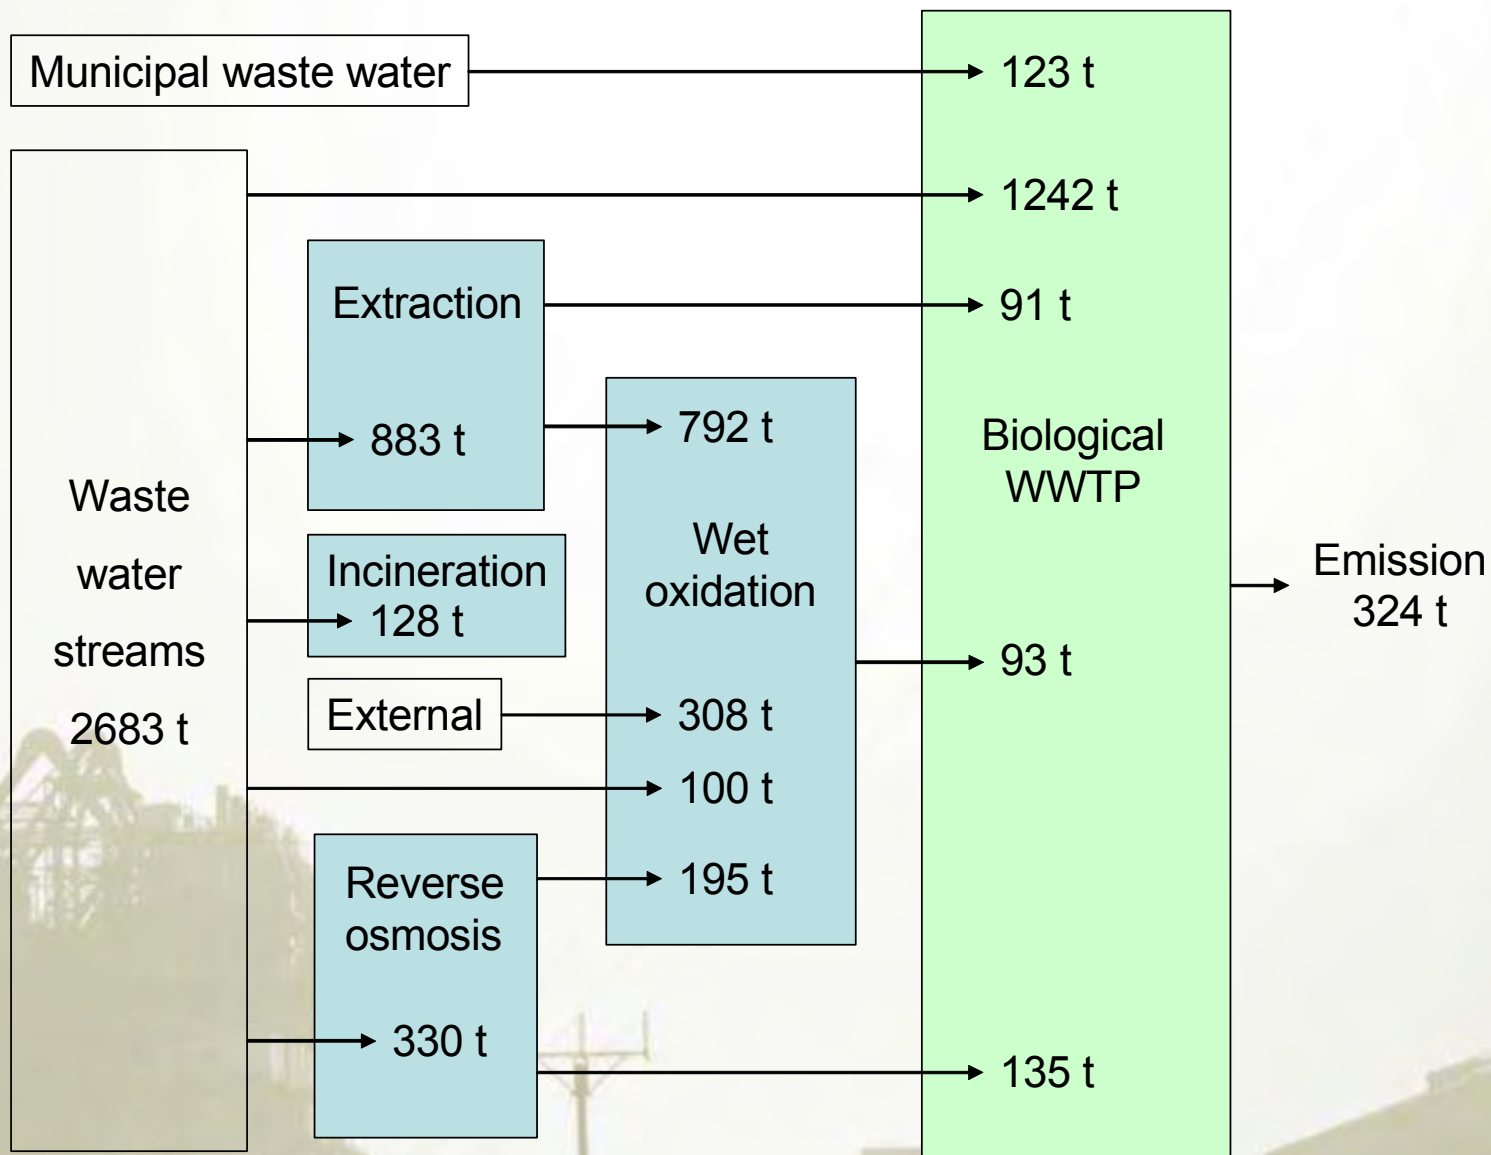 Municipal waste water
123 t
1242 t
Extraction
91 t
883 t
792 t
Biological
WWTP
Waste
water
streams
2683 t
Incineration
128 t
Wet
oxidation
Emission
324 t
93 t
External
308 t
100 t
Reverse
osmosis
195 t
330 t
135 t